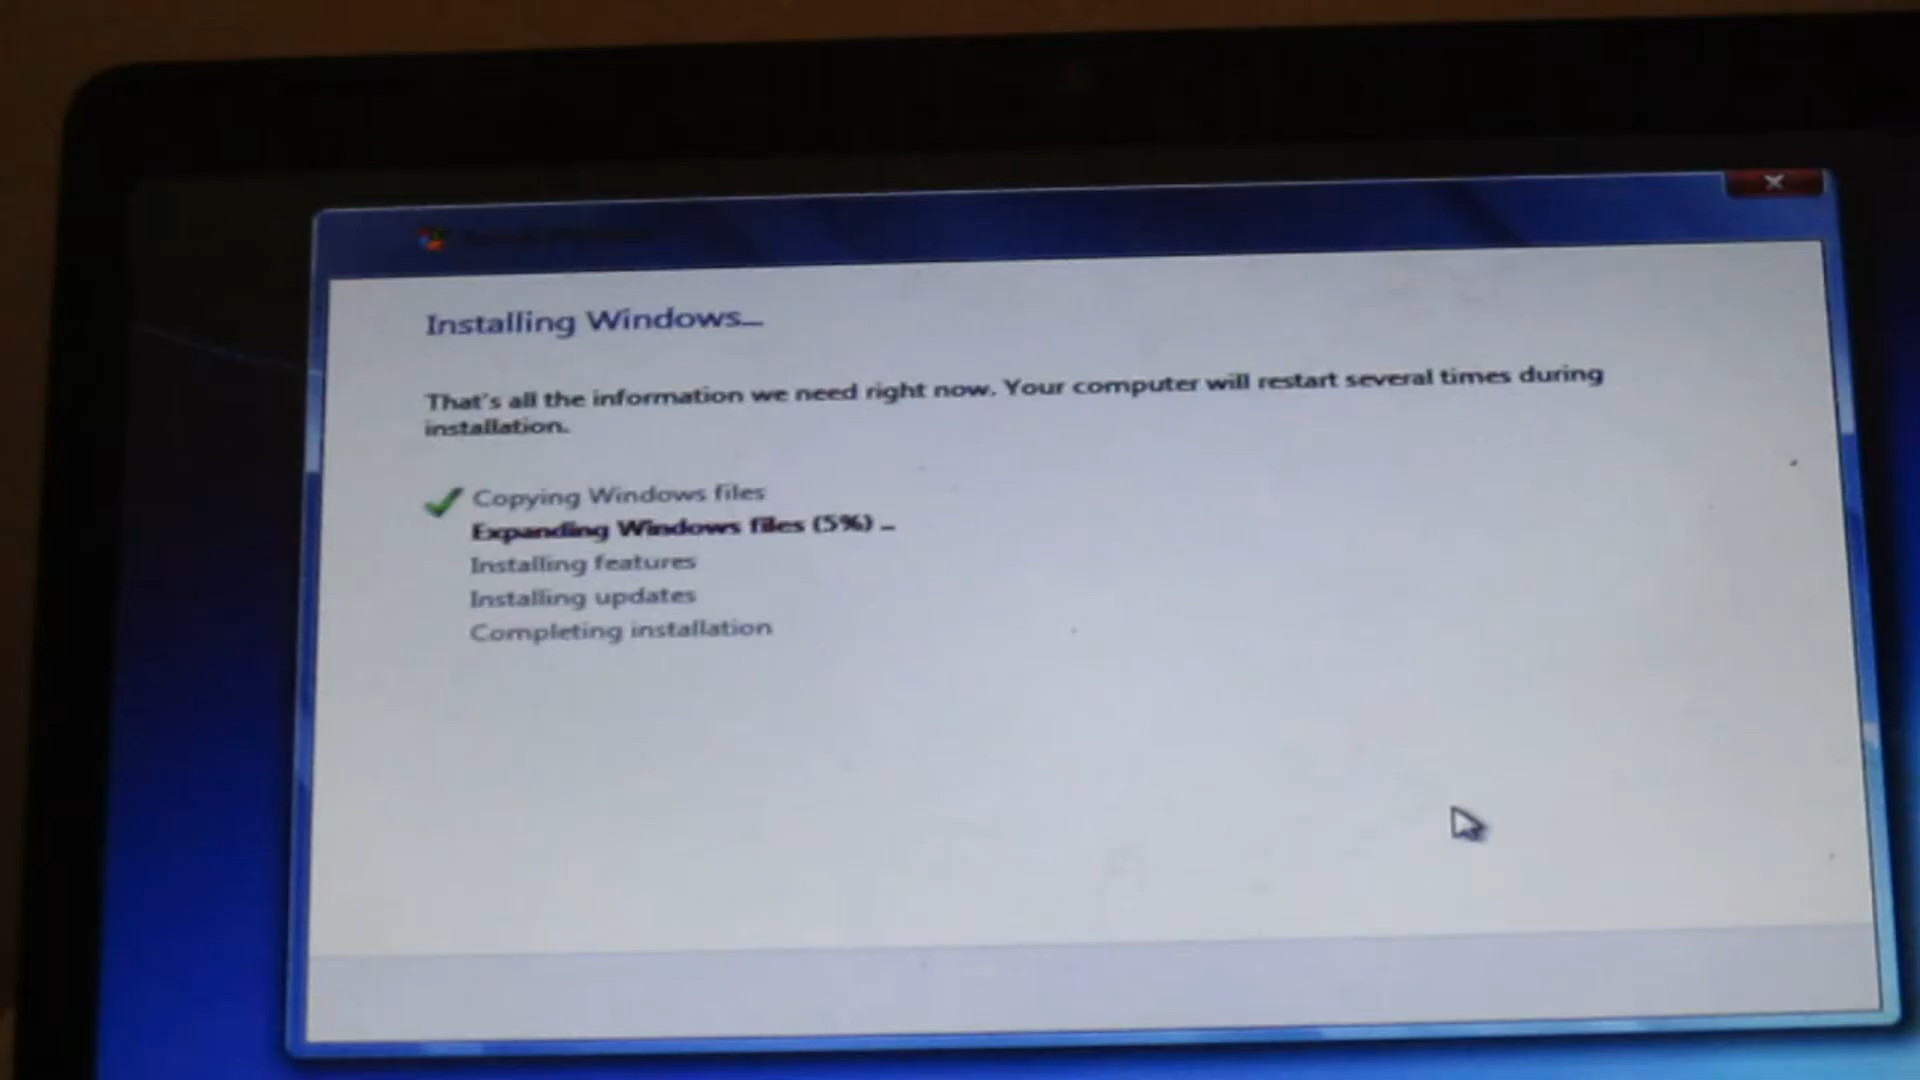 Installing Windows...
That's all the information we need right now. Your computer will restart several times during
installation.
Copying Windows files
Expanding Windows files (5%) ...
Installing features
Installing updates
Completing installation